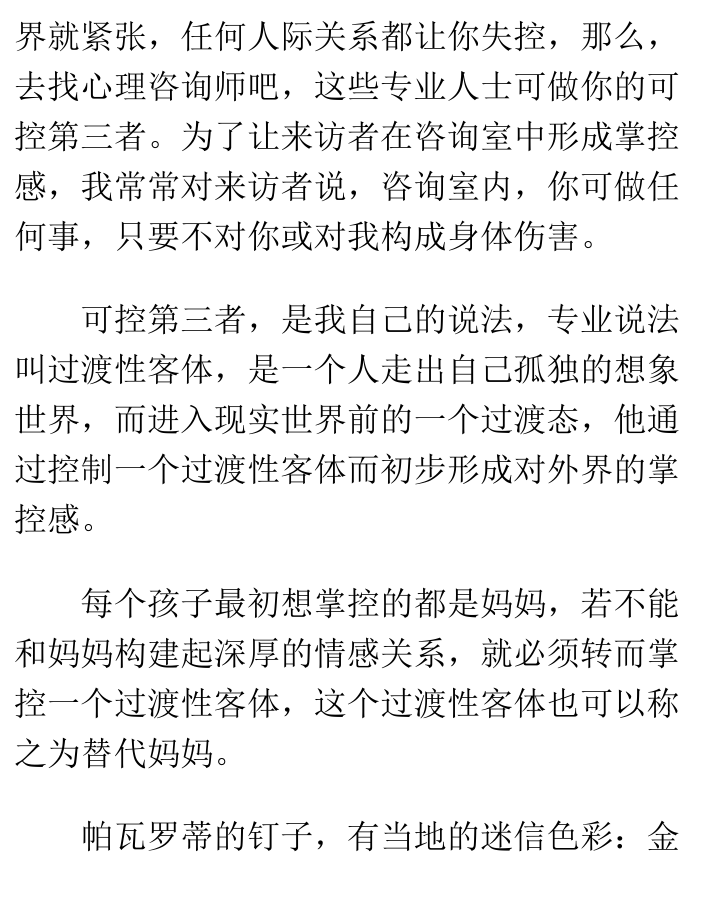 界就紧张，任何人际关系都让你失控，那么，
去找心理咨询师吧，这些专业人士可做你的可
控第三者。为了让来访者在咨询室中形成掌控
感，我常常对来访者说，咨询室内，你可做任
何事，只要不对你或对我构成身体伤害。
可控第三者，是我自己的说法，专业说法
叫过渡性客体，是一个人走出自己孤独的想象
世界，而进入现实世界前的一个过渡态，他通
过控制一个过渡性客体而初步形成对外界的掌
控感。
每个孩子最初想掌控的都是妈妈，若不能
和妈妈构建起深厚的情感关系，就必须转而掌
控一个过渡性客体，这个过渡性客体也可以称
之为替代妈妈。
帕瓦罗蒂的钉子，有当地的迷信色彩：金